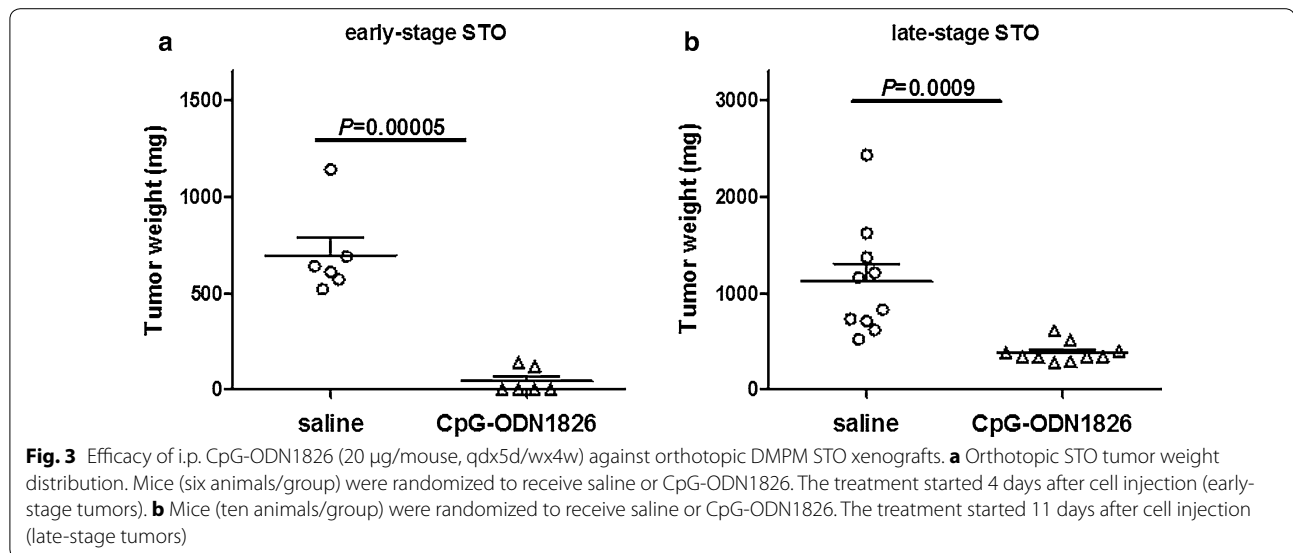 a
early-stage STO
1500
1000
500
0
Tumor weight (mg)
P=0.00005
saline
CpG-ODN1826
b
late-stage STO
3000
2000
1000
0
Tumor weight (mg)
P=0.0009
saline
CpG-ODN1826
Fig. 3 Efficacy of i.p. CpG-ODN1826 (20 μg/mouse, qdx5d/wx4w) against orthotopic DMPM STO xenografts. a Orthotopic STO tumor weight
distribution. Mice (six animals/group) were randomized to receive saline or CpG-ODN1826. The treatment started 4 days after cell injection (early-
stage tumors). b Mice (ten animals/group) were randomized to receive saline or CpG-ODN1826. The treatment started 11 days after cell injection
(late-stage tumors)